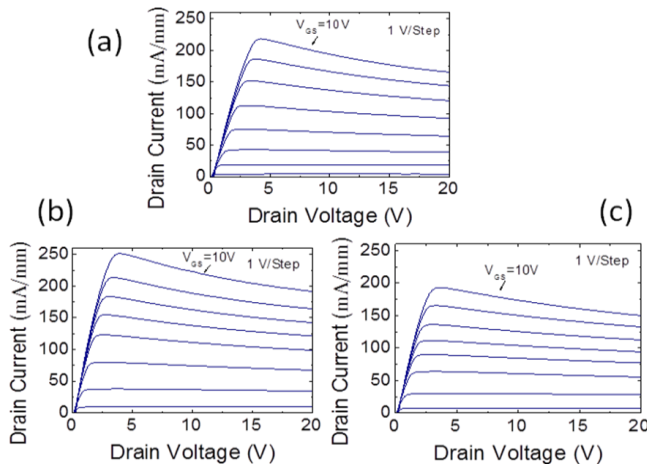 (a)
Drain Current (mA/mm)
250
200
150
100
50
0
V_GS=10V
1 V/Step
0 5 10 15 20
Drain Voltage (V)
(b)
Drain Current (mA/mm)
250
200
150
100
50
0
V_GS=10V
1 V/Step
0 5 10 15 20
Drain Voltage (V)
(c)
Drain Current (mA/mm)
250
200
150
100
50
0
V_GS=10V
1 V/Step
0 5 10 15 20
Drain Voltage (V)